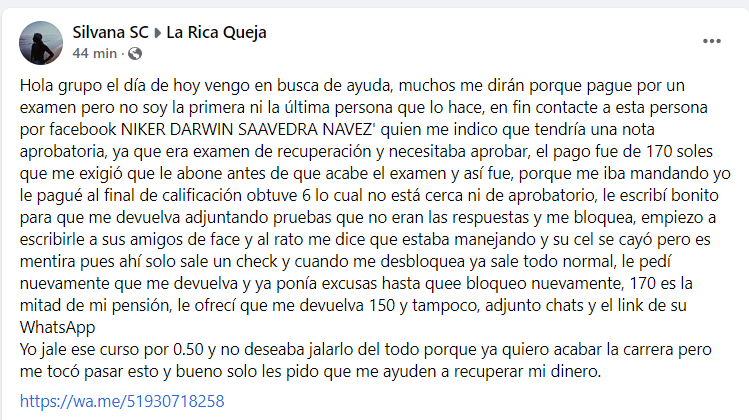 Silvana SC La Rica Queja
44 min ·
Hola grupo el día de hoy vengo en busca de ayuda, muchos me dirán porque pague por un
examen pero no soy la primera ni la última persona que lo hace, en fin contacte a esta persona
por facebook NIKER DARWIN SAAVEDRA NAVEZ' quien me indico que tendría una nota
aprobatoria, ya que era examen de recuperación y necesitaba aprobar, el pago fue de 170 soles
que me exigió que le abone antes de que acabe el examen y así fue, porque me iba mandando yo
le pagué al final de calificación obtuve 6 lo cual no está cerca ni de aprobatorio, le escribí bonito
para que me devuelva adjuntando pruebas que no eran las respuestas y me bloquea, empiezo a
escribirle a sus amigos de face y al rato me dice que estaba manejando y su cel se cayó pero es
mentira pues ahí solo sale un check y cuando me desbloquea ya sale todo normal, le pedí
nuevamente que me devuelva y ya ponía excusas hasta quee bloqueo nuevamente, 170 es la
mitad de mi pensión, le ofrecí que me devuelva 150 y tampoco, adjunto chats y el link de su
WhatsApp
Yo jale ese curso por 0.50 y no deseaba jalarlo del todo porque ya quiero acabar la carrera pero
me tocó pasar esto y bueno solo les pido que me ayuden a recuperar mi dinero.
https://wa.me/51930718258